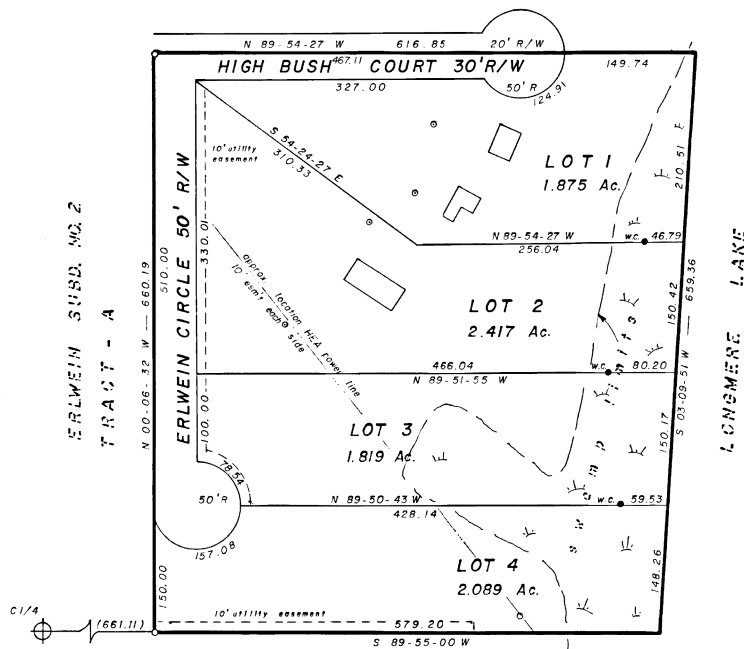 N 89-54-27 W 616.85 20' R/W
HIGH BUSH 467.11 COURT 30' R/W 149.74
327.00 50' R
124.91
S 54-24-27 E
310.33
10' utility
easement
LOT 1
1.875 Ac.
210.51
N 89-54-27 W W.C. 46.79
256.04
ERLWEIN SUBD. NO. 2
TRACT - A
N 00-06-32 W — 660.19
510.00
ERLWEIN CIRCLE 50' R/W
330.01
approx. location HEA power line
10' esm't each side
LOT 2
2.417 Ac.
150.42
S 03-09-51 W — 659.36
LONGMERE LAKE
466.04 W.C. 80.20
N 89-51-55 W
swamp limits
100.00
LOT 3
1.819 Ac.
150.17
78.54
50' R
N 89-50-43 W W.C. 59.53
428.14
157.08
LOT 4
2.089 Ac.
148.26
150.00
C 1/4
(661.11)
10' utility easement
579.20
S 89-55-00 W